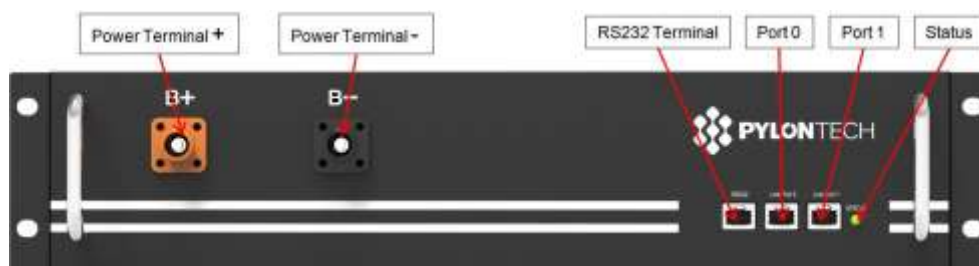 Power Terminal +
Power Terminal -
RS232 Terminal
Port 0
Port 1
Status
B+
B-
PYLONTECH